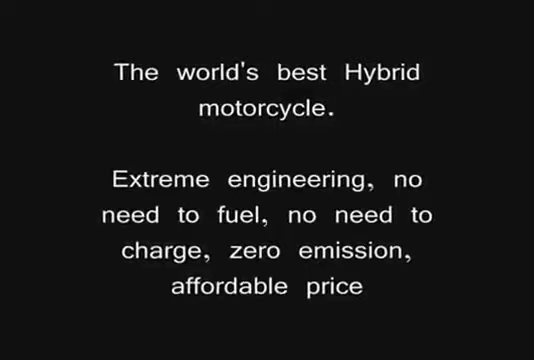 The world's best Hybrid
motorcycle.
Extreme engineering, no
need to fuel, no need to
charge, zero emission,
affordable price